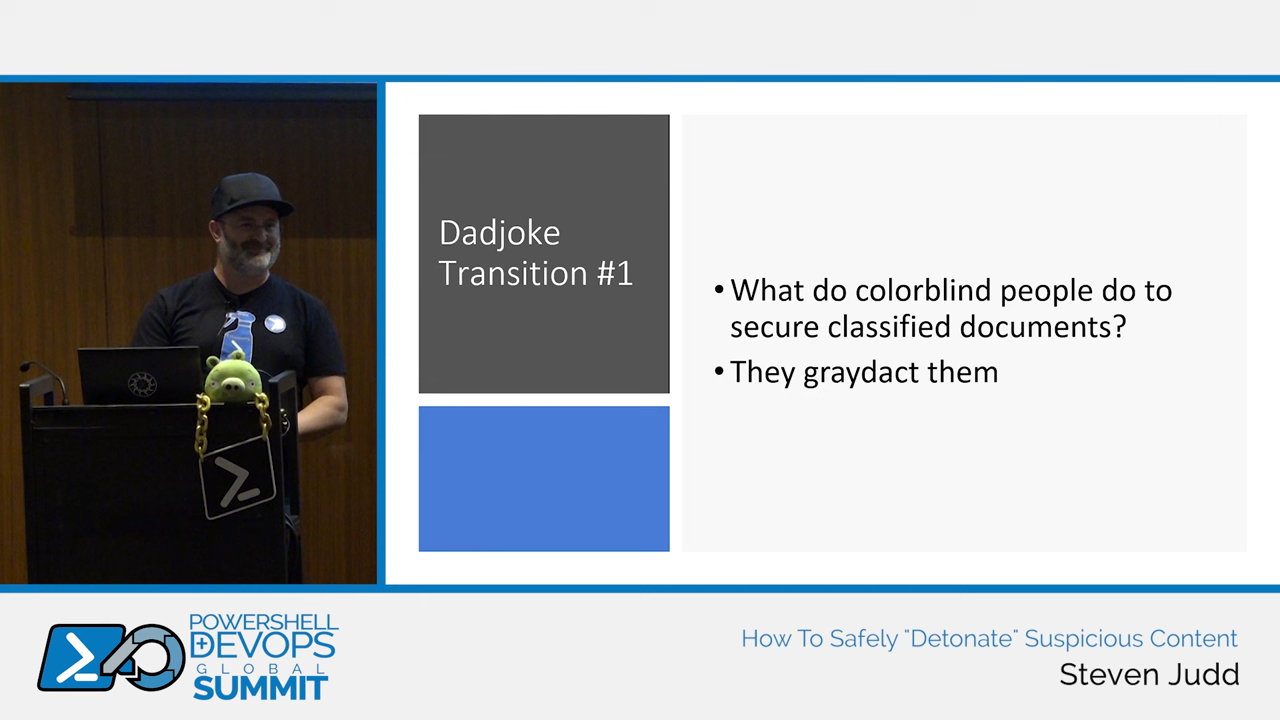 Dadjoke
Transition #1
• What do colorblind people do to
secure classified documents?
• They graydact them
POWERSHELL
+DEVOPS
GLOBAL
SUMMIT
How To Safely "Detonate" Suspicious Content
Steven Judd